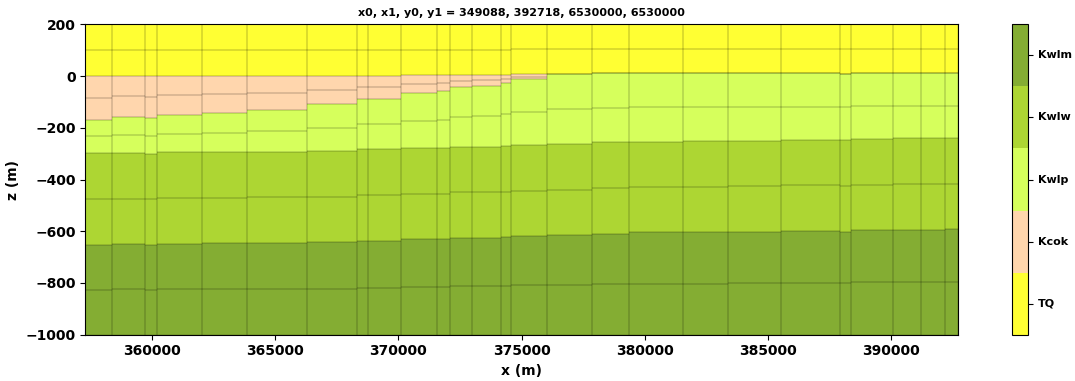 x0, x1, y0, y1 = 349088, 392718, 6530000, 6530000
200
0
−200
−400
−600
−800
−1000
z (m)
360000 365000 370000 375000 380000 385000 390000
x (m)
Kwlm
Kwlw
Kwlp
Kcok
TQ